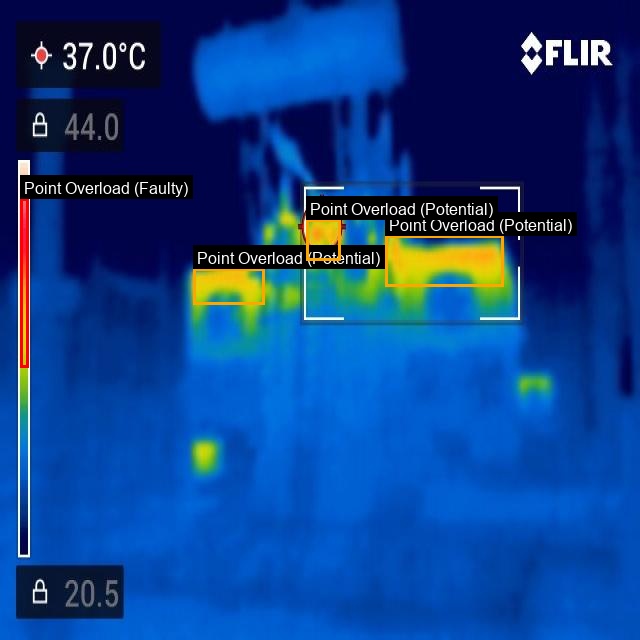 37.0°C
FLIR
44.0
Point Overload (Faulty)
Point Overload (Potential)
Point Overload (Potential)
Point Overload (Potential)
20.5